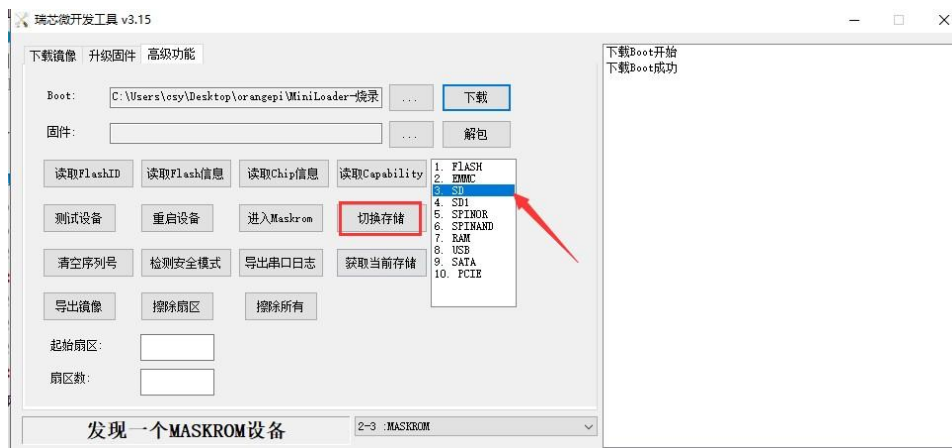 瑞芯微开发工具 v3.15
下载镜像 升级固件 高级功能
Boot: C:\Users\csy\Desktop\orangepi\MiniLoader-烧录 ... 下载
固件: ... 解包
读取FlashID 读取Flash信息 读取Chip信息 读取Capability
测试设备 重启设备 进入Maskrom 切换存储
清空序列号 检测安全模式 导出串口日志 获取当前存储
导出镜像 擦除扇区 擦除所有
1. FlASH
2. EMMC
3. SD
4. SD1
5. SPINOR
6. SPINAND
7. RAM
8. USB
9. SATA
10. PCIE
起始扇区:
扇区数:
发现一个MASKROM设备
2-3 :MASKROM
下载Boot开始
下载Boot成功